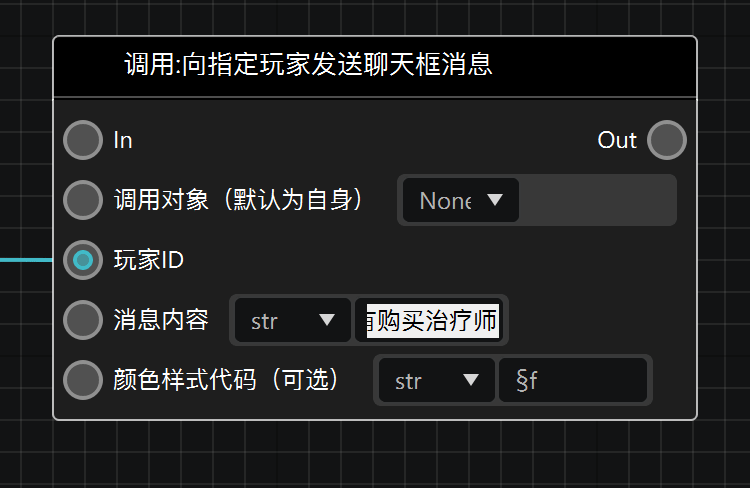 调用:向指定玩家发送聊天框消息
In
Out
调用对象（默认为自身）
None
玩家ID
消息内容
str
购买治疗师
颜色样式代码（可选）
str
§f